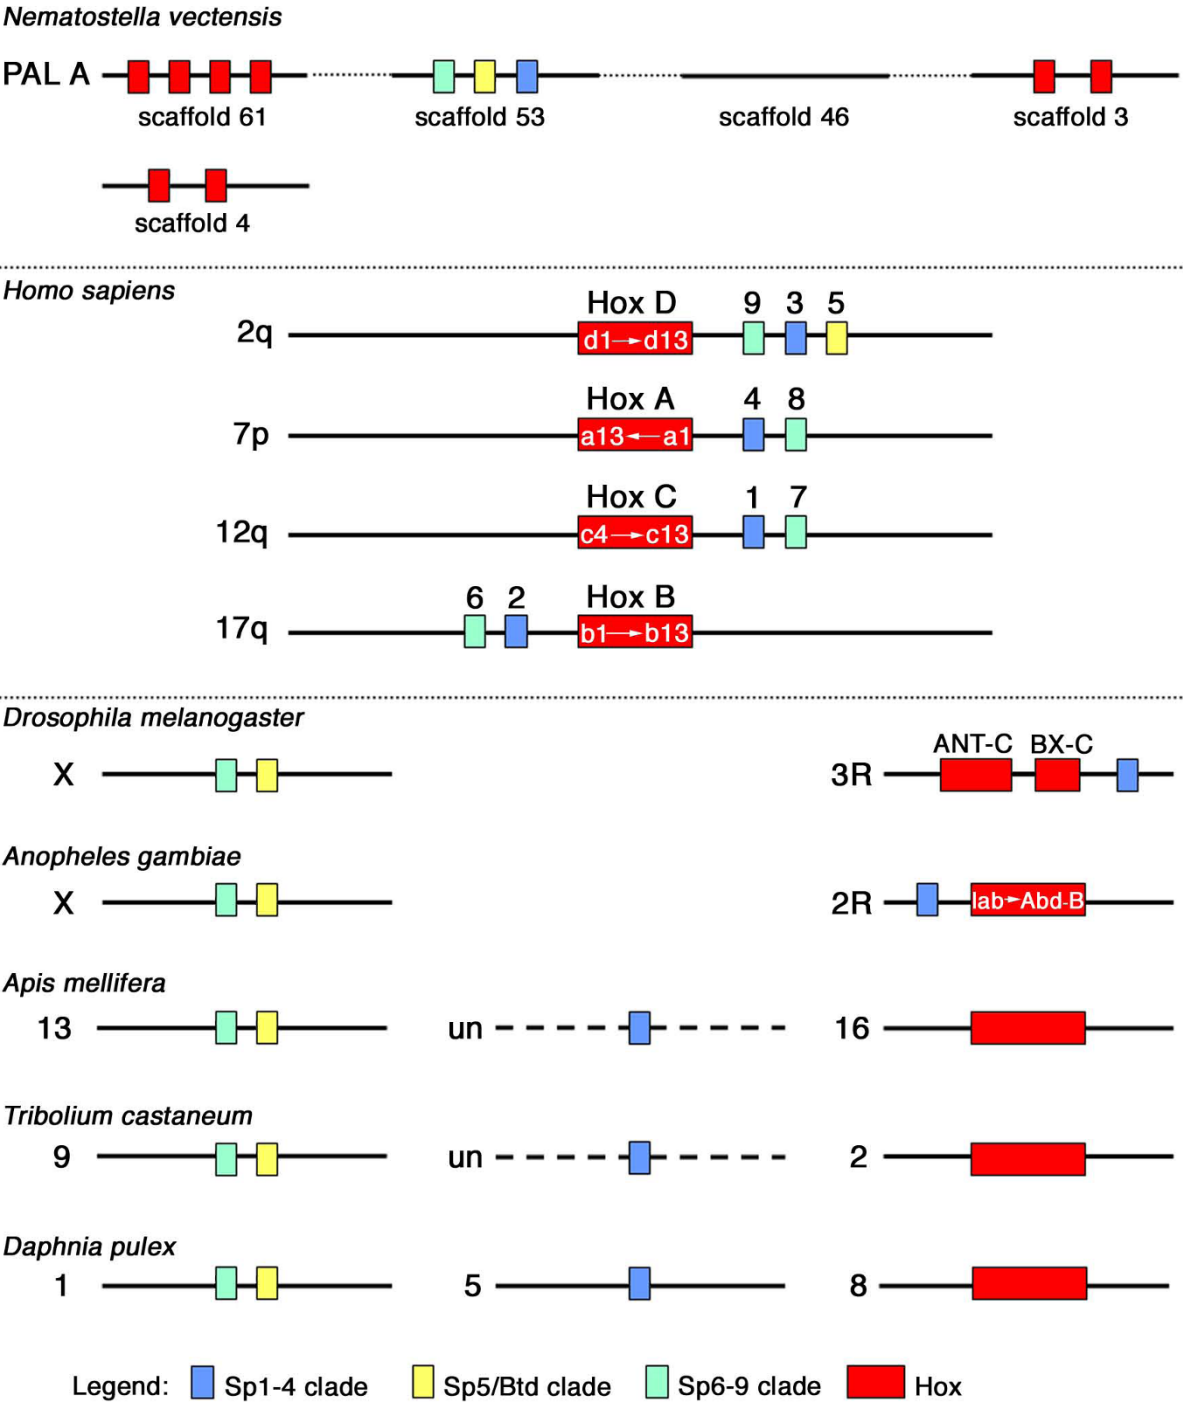 Nematostella vectensis
PAL A
scaffold 61 scaffold 53 scaffold 46 scaffold 3
scaffold 4
Homo sapiens
Hox D 9 3 5
2q d1→d13
Hox A 4 8
7p a13←a1
Hox C 1 7
12q c4→c13
6 2 Hox B
17q b1→b13
Drosophila melanogaster
ANT-C BX-C
X 3R
Anopheles gambiae
X 2R lab→Abd-B
Apis mellifera
13 un 16
Tribolium castaneum
9 un 2
Daphnia pulex
1 5 8
Legend: Sp1-4 clade Sp5/Btd clade Sp6-9 clade Hox